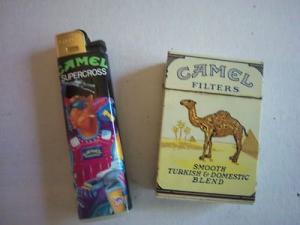 CAMEL
SUPERCROSS
CAMEL
FILTERS
SMOOTH
TURKISH & DOMESTIC
BLEND